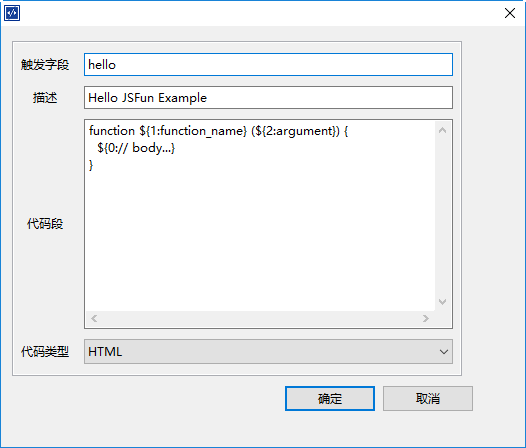 触发字段 hello
描述 Hello JSFun Example
代码段
function ${1:function_name} (${2:argument}) {
   ${0:// body...}
}
代码类型 HTML
确定 取消